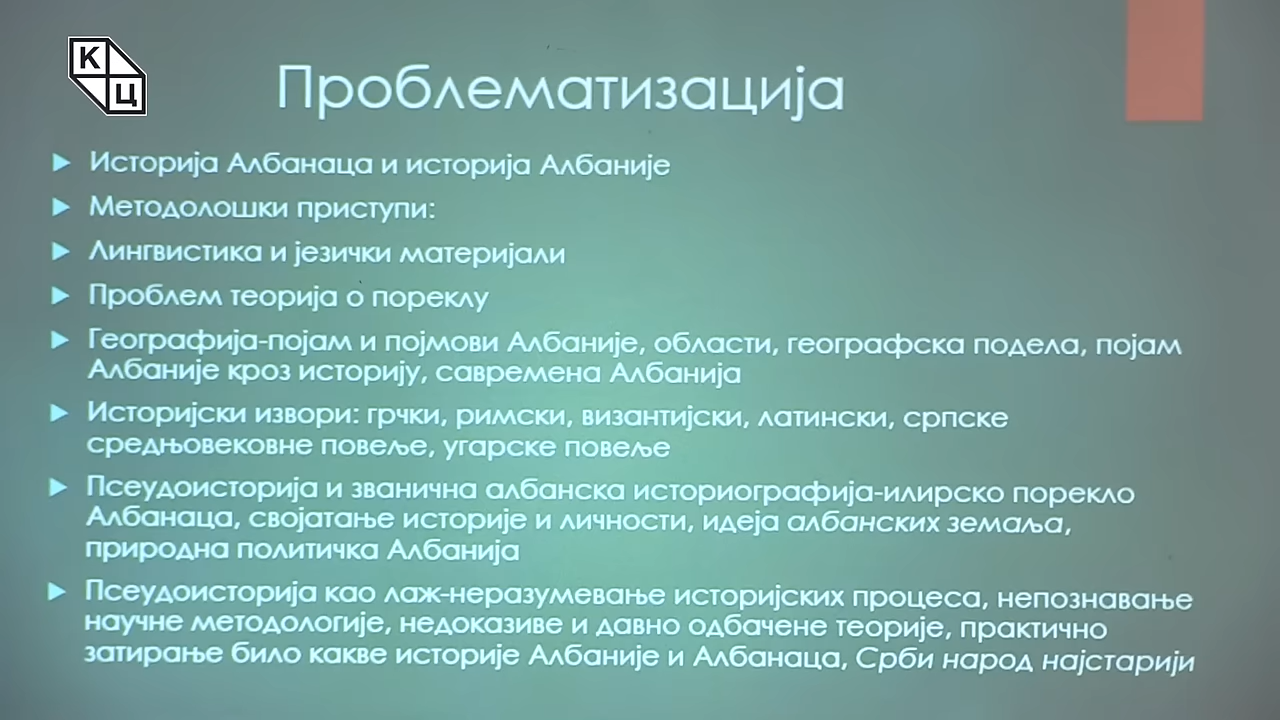 КЦ
Проблематизација
Историја Албанаца и историја Албаније
Методолошки приступи:
Лингвистика и језички материјали
Проблем теорија о пореклу
Географија-појам и појмови Албаније, области, географска подела, појам
Албаније кроз историју, савремена Албанија
Историјски извори: грчки, римски, византијски, латински, српске
средњовековне повеље, угарске повеље
Псеудоисторија и званична албанска историографија-илирско порекло
Албанаца, својатање историје и личности, идеја албанских земаља,
природна политичка Албанија
Псеудоисторија као лаж-неразумевање историјских процеса, непознавање
научне методологије, недоказиве и давно одбачене теорије, практично
затирање било какве историје Албаније и Албанаца, Срби народ најстарији